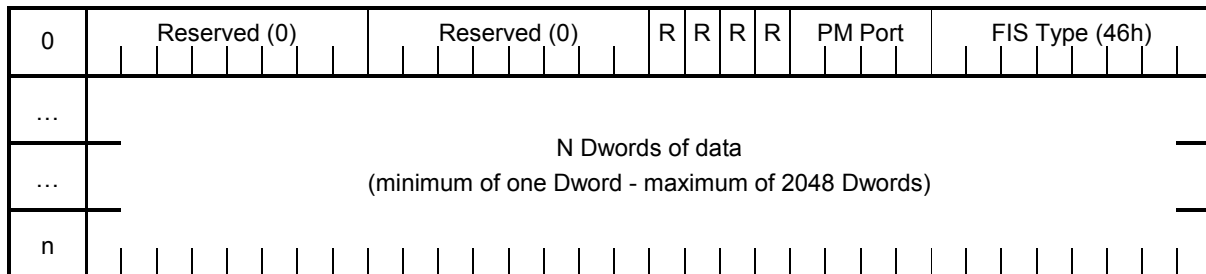 0 Reserved (0) Reserved (0) R R R R PM Port FIS Type (46h)
…
N Dwords of data
… (minimum of one Dword - maximum of 2048 Dwords)
n